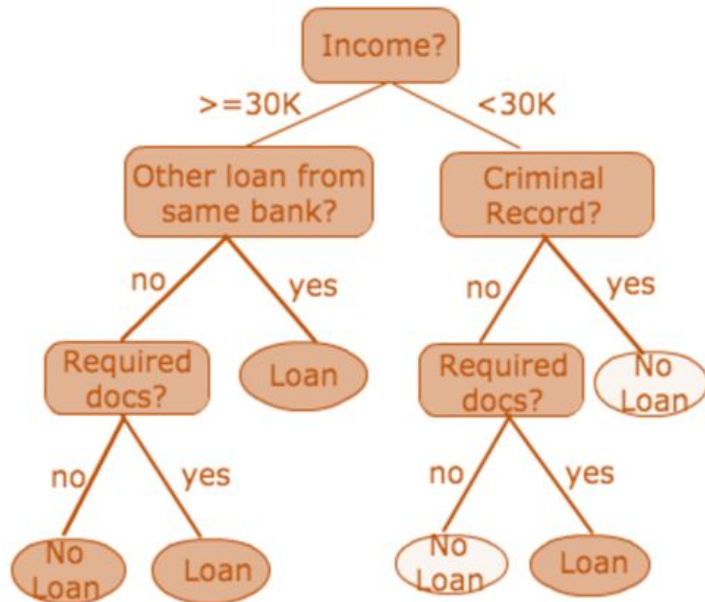 Income?
>=30K
<30K
Other loan from
same bank?
Criminal
Record?
no
yes
no
yes
Required
docs?
Loan
Required
docs?
No
Loan
no
yes
no
yes
No
Loan
Loan
No
Loan
Loan